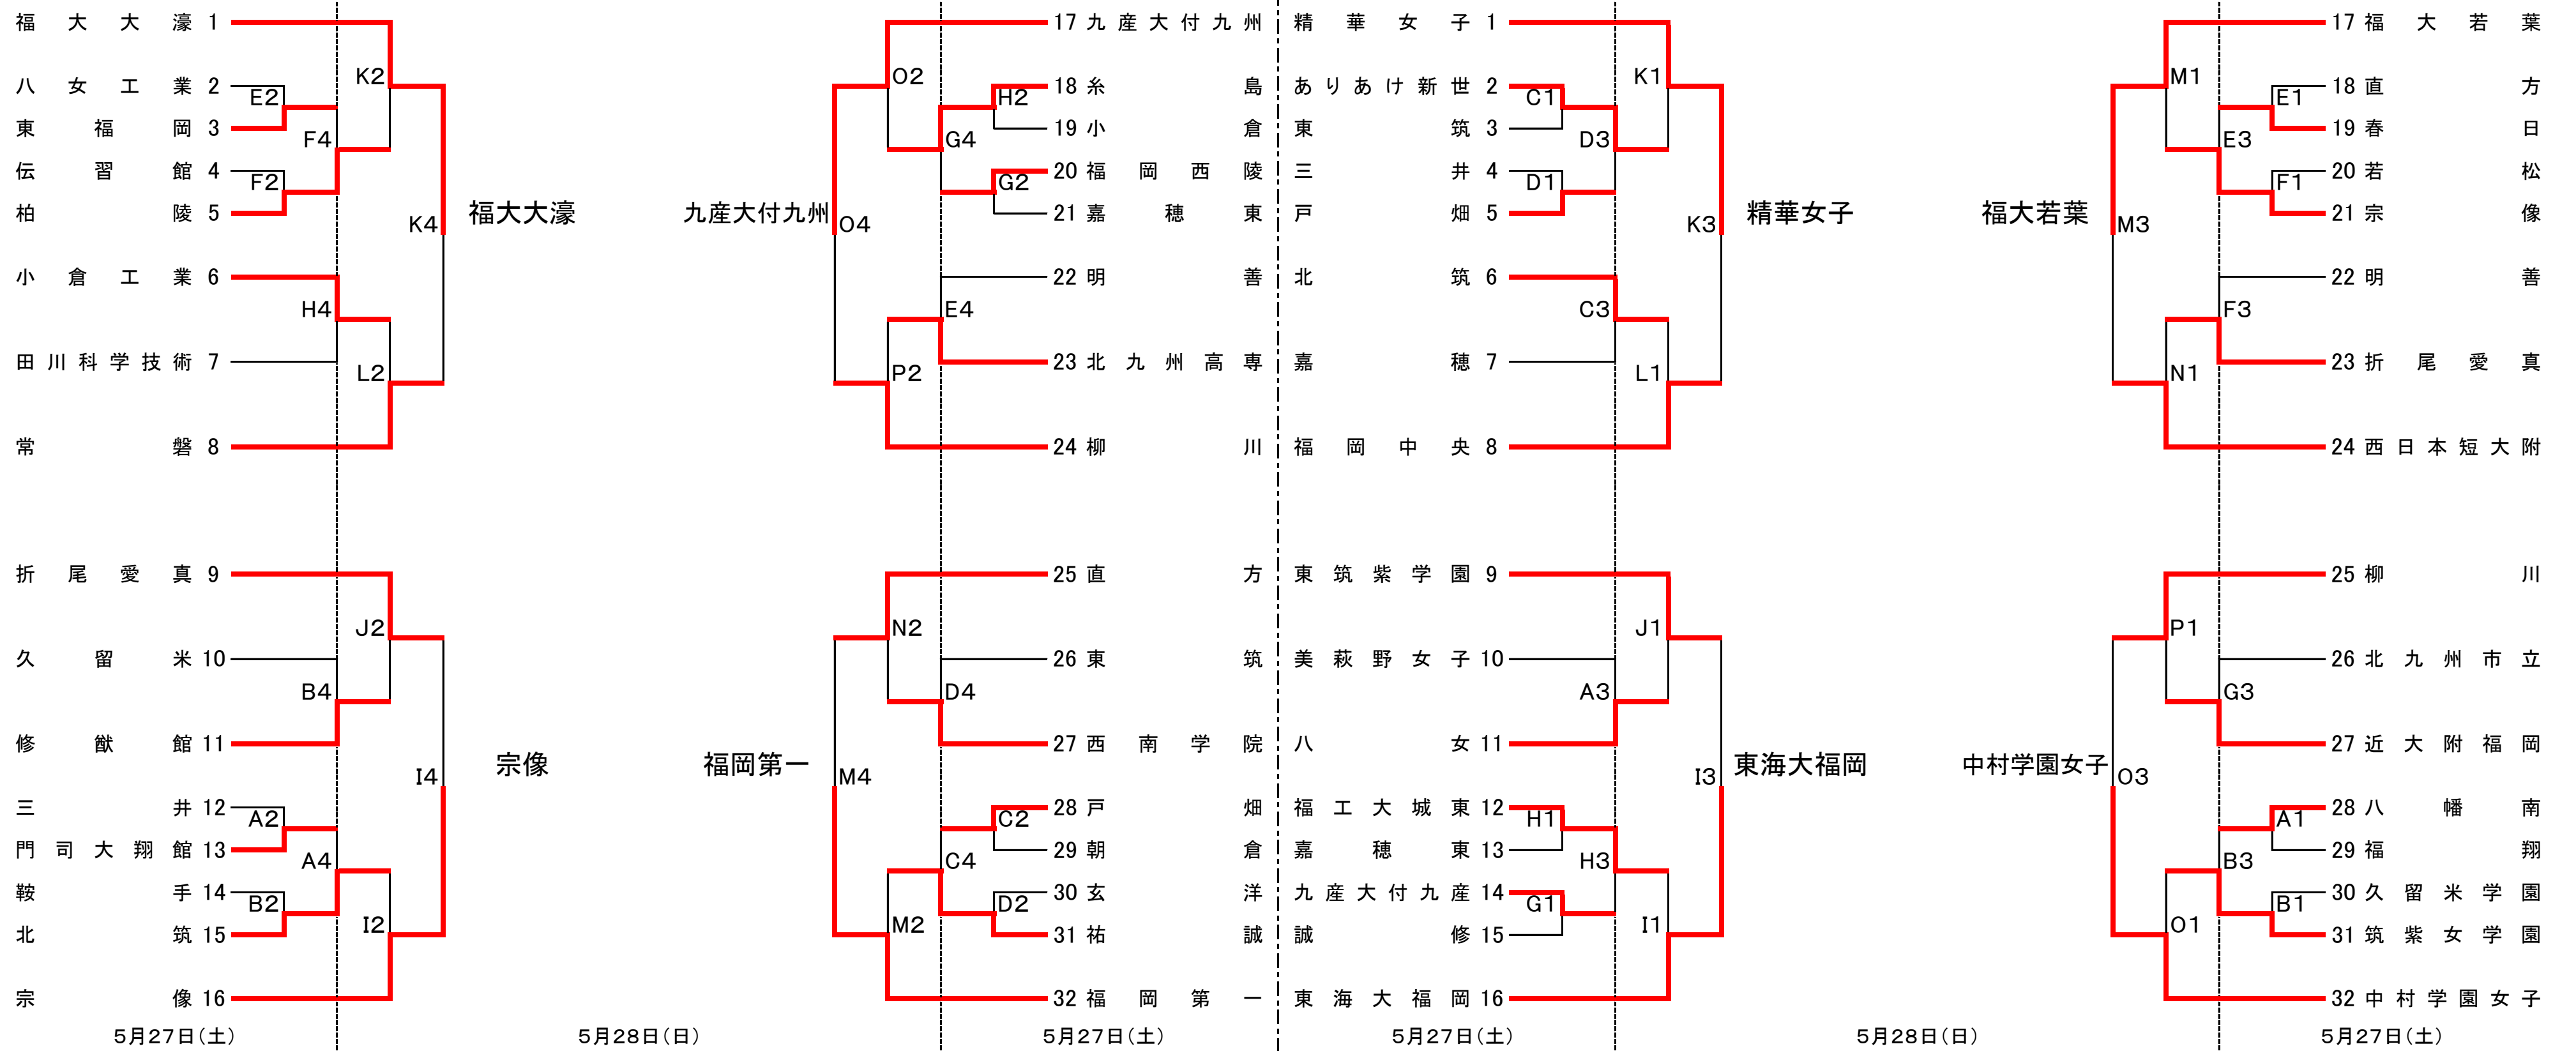 福大大濠 1
K2
八女工業 2
E2
東福岡 3
F4
伝習館 4
F2
柏陵 5
K4
福大大濠
小倉工業 6
H4
田川科学技術 7
L2
常磐 8
折尾愛真 9
J2
久留米 10
B4
修猷館 11
宗像
I4
三井 12
A2
門司大翔館 13
A4
鞍手 14
B2
北筑 15
I2
宗像 16
5月27日(土)
5月28日(日)
17 九産大付九州
O2
18 糸島
H2
19 小倉
G4
20 福岡西陵
G2
21 嘉穂東
九産大付九州
O4
22 明善
E4
23 北九州高専
P2
24 柳川
25 直方
N2
26 東筑
D4
27 西南学院
福岡第一
M4
28 戸畑
C2
29 朝倉
C4
30 玄洋
D2
31 祐誠
M2
32 福岡第一
5月27日(土)
精華女子 1
K1
ありあけ新世 2
C1
東筑 3
D3
三井 4
D1
戸畑 5
K3
精華女子
北筑 6
C3
嘉穂 7
L1
福岡中央 8
東筑紫学園 9
J1
美萩野女子 10
A3
八女 11
I3
東海大福岡
福工大城東 12
H1
嘉穂東 13
H3
九産大付九産 14
G1
誠修 15
I1
東海大福岡 16
5月27日(土)
5月28日(日)
17 福大若葉
M1
18 直方
E1
19 春日
E3
20 若松
F1
21 宗像
福大若葉
M3
22 明善
F3
23 折尾愛真
N1
24 西日本短大附
25 柳川
P1
26 北九州市立
G3
27 近大附福岡
中村学園女子
O3
28 八幡南
A1
29 福翔
B3
30 久留米学園
B1
31 筑紫女学園
O1
32 中村学園女子
5月27日(土)